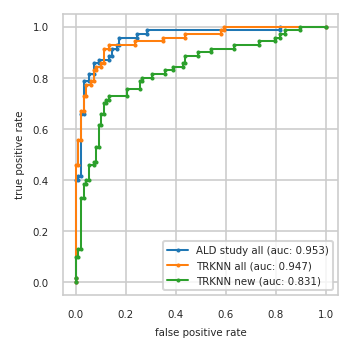 1.0
0.8
0.6
0.4
0.2
0.0
true positive rate
ALD study all (auc: 0.953)
TRKNN all (auc: 0.947)
TRKNN new (auc: 0.831)
0.0 0.2 0.4 0.6 0.8 1.0
false positive rate